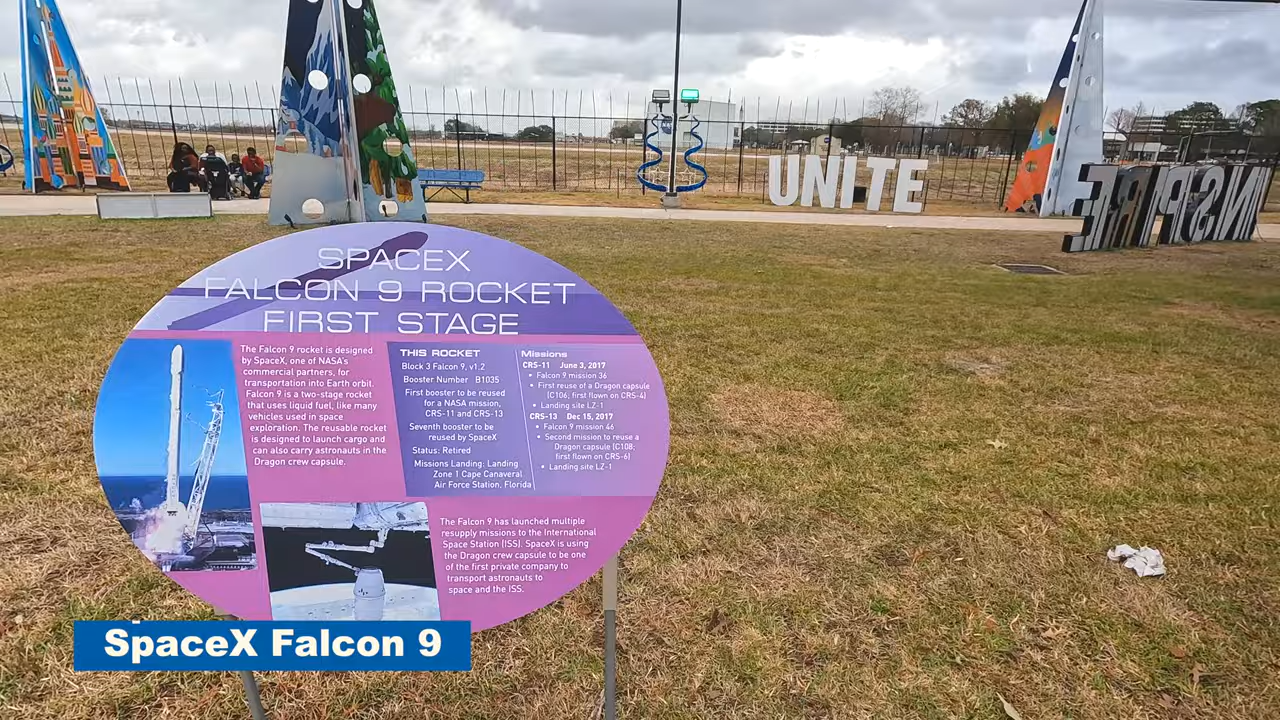 UNITE
INSPIRE
SPACEX
FALCON 9 ROCKET
FIRST STAGE
The Falcon 9 rocket is designed
by SpaceX, one of NASA's
commercial partners, for
transportation into Earth orbit.
Falcon 9 is a two-stage rocket
that uses liquid fuel, like many
vehicles used in space
exploration. The reusable rocket
is designed to launch cargo and
can also carry astronauts in the
Dragon crew capsule.
THIS ROCKET
Block 3 Falcon 9, v1.2
Booster Number B1035
First booster to be reused
for a NASA mission,
CRS-11 and CRS-13
Seventh booster to be
reused by SpaceX
Status: Retired
Missions Landing: Landing
Zone 1 Cape Canaveral
Air Force Station, Florida
Missions
CRS-11 June 3, 2017
• Falcon 9 mission 36
• First reuse of a Dragon capsule
(C106; first flown on CRS-4)
• Landing site LZ-1
CRS-13 Dec 15, 2017
• Falcon 9 mission 46
• Second mission to reuse a
Dragon capsule (C108;
first flown on CRS-6)
• Landing site LZ-1
The Falcon 9 has launched multiple
resupply missions to the International
Space Station (ISS). SpaceX is using
the Dragon crew capsule to be one
of the first private company to
transport astronauts to
space and the ISS.
SpaceX Falcon 9